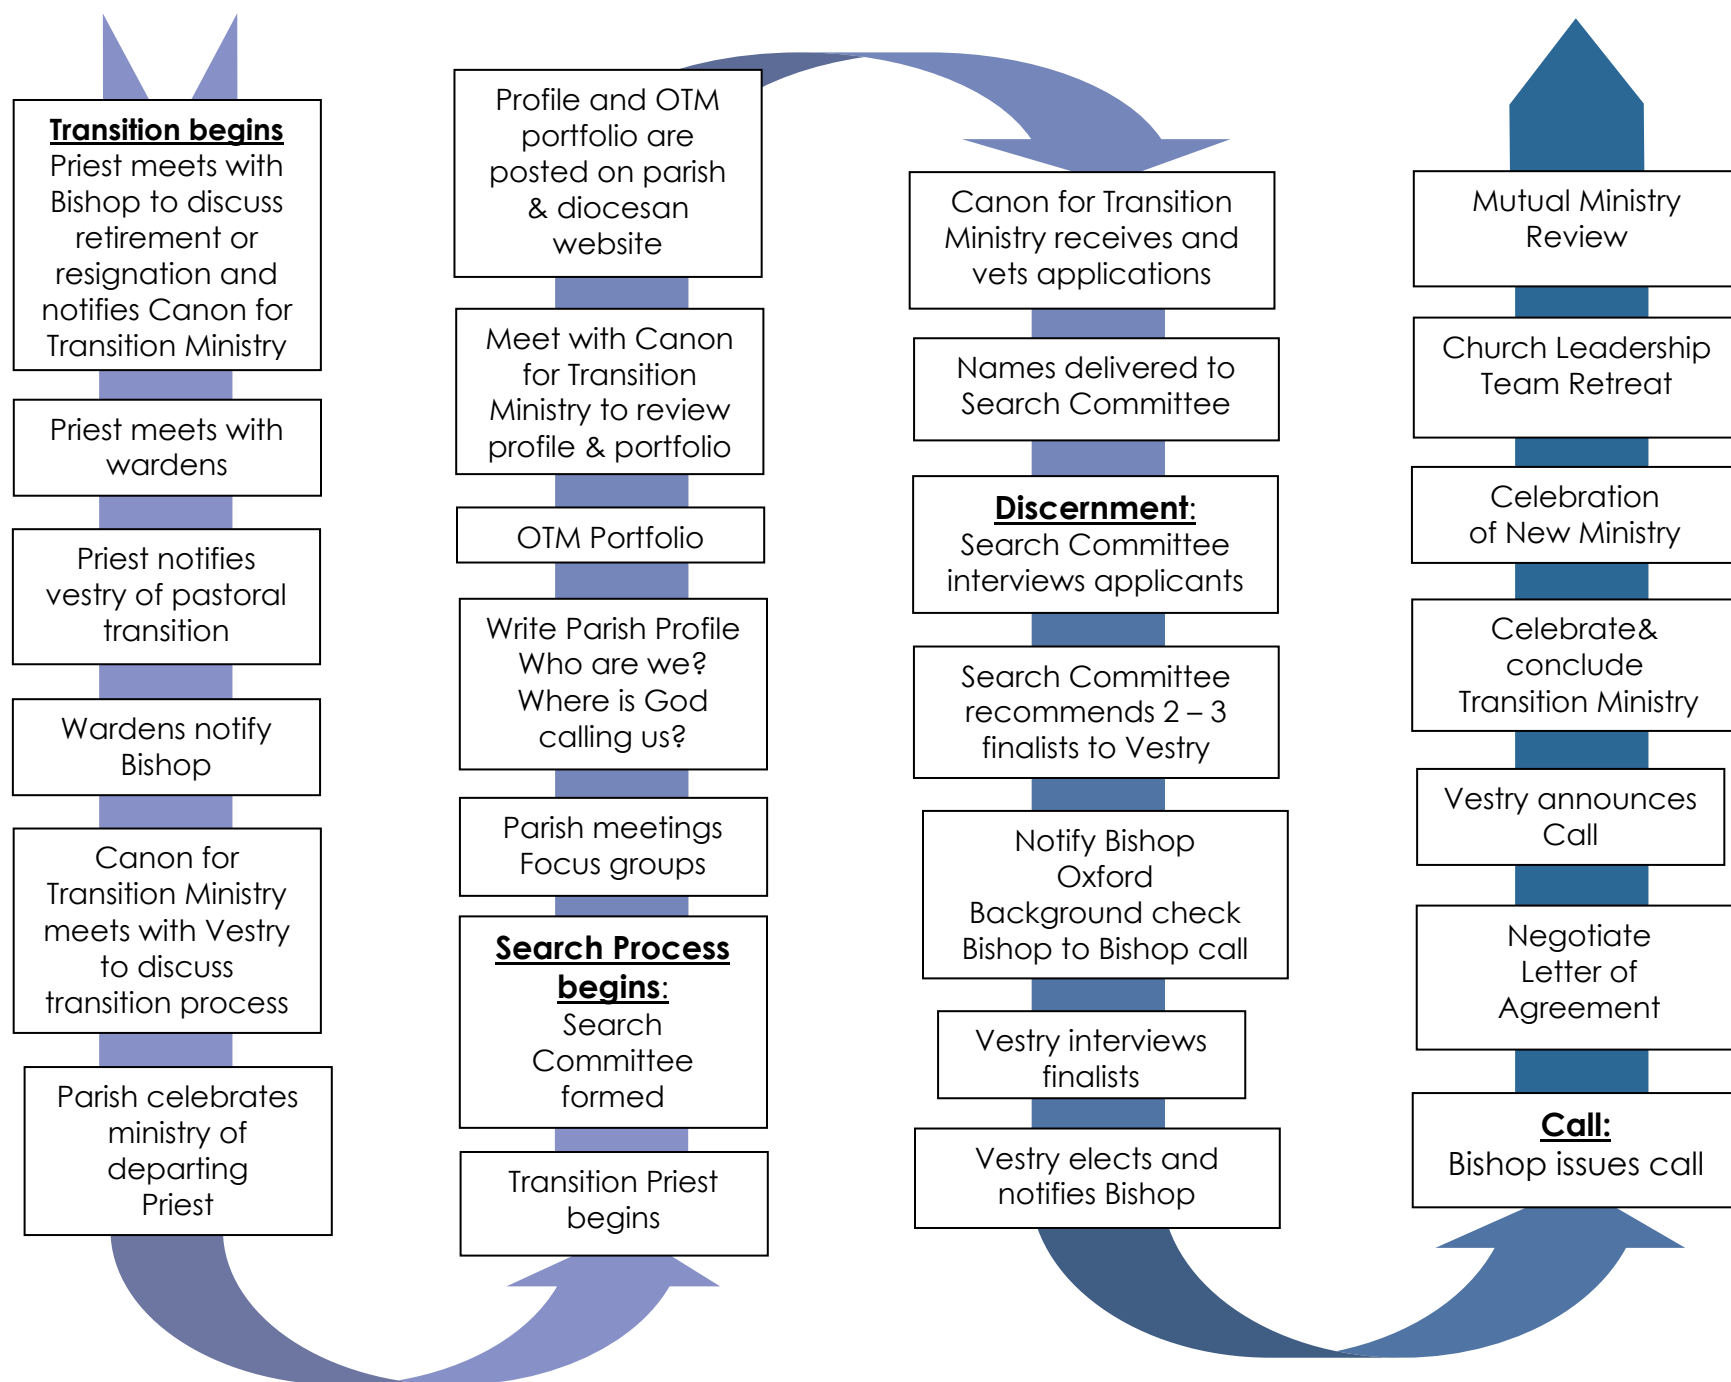 Transition begins
Priest meets with
Bishop to discuss
retirement or
resignation and
notifies Canon for
Transition Ministry
Priest meets with
wardens
Priest notifies
vestry of pastoral
transition
Wardens notify
Bishop
Canon for
Transition Ministry
meets with Vestry
to discuss
transition process
Parish celebrates
ministry of
departing
Priest
Profile and OTM
portfolio are
posted on parish
& diocesan
website
Meet with Canon
for Transition
Ministry to review
profile & portfolio
OTM Portfolio
Write Parish Profile
Who are we?
Where is God
calling us?
Parish meetings
Focus groups
Search Process
begins:
Search
Committee
formed
Transition Priest
begins
Canon for Transition
Ministry receives and
vets applications
Names delivered to
Search Committee
Discernment:
Search Committee
interviews applicants
Search Committee
recommends 2 – 3
finalists to Vestry
Notify Bishop
Oxford
Background check
Bishop to Bishop call
Vestry interviews
finalists
Vestry elects and
notifies Bishop
Mutual Ministry
Review
Church Leadership
Team Retreat
Celebration
of New Ministry
Celebrate&
conclude
Transition Ministry
Vestry announces
Call
Negotiate
Letter of
Agreement
Call:
Bishop issues call